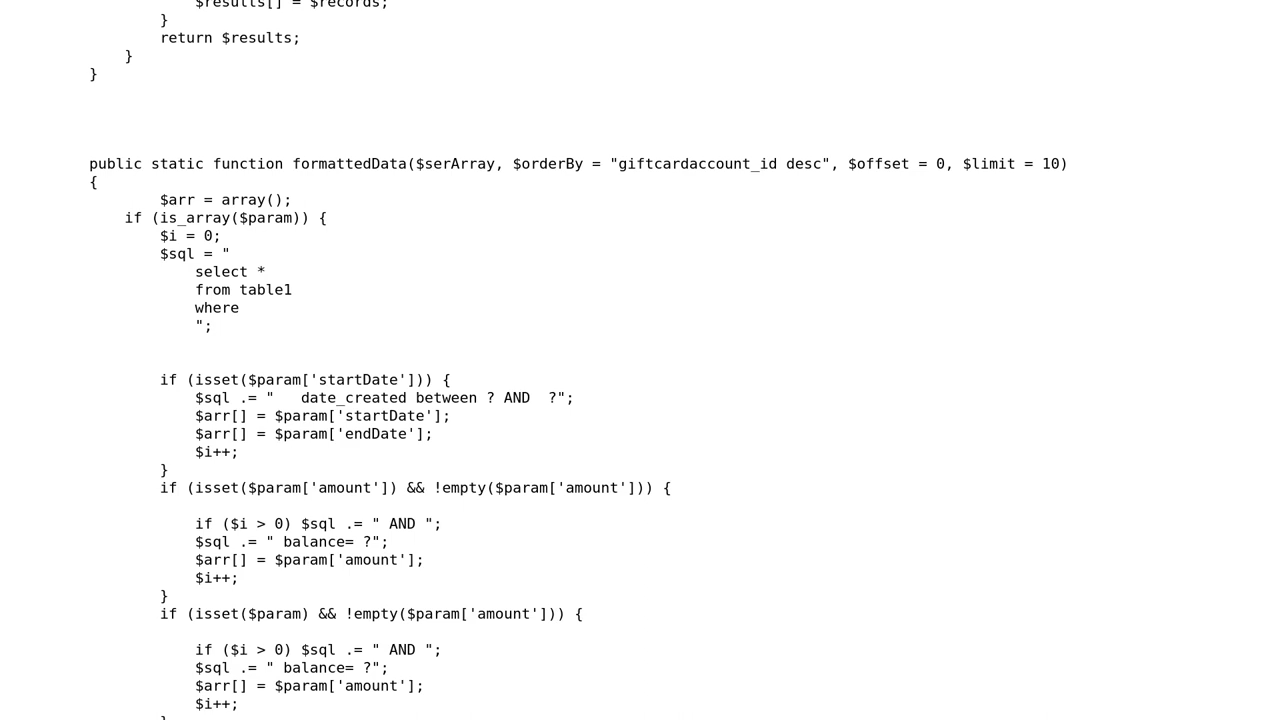 $results[] = $records;
}
return $results;
}
}
public static function formattedData($serArray, $orderBy = "giftcardaccount_id desc", $offset = 0, $limit = 10)
{
$arr = array();
if (is_array($param)) {
$i = 0;
$sql = "
select *
from table1
where
";
if (isset($param['startDate'])) {
$sql .= "   date_created between ? AND  ?";
$arr[] = $param['startDate'];
$arr[] = $param['endDate'];
$i++;
}
if (isset($param['amount']) && !empty($param['amount'])) {
if ($i > 0) $sql .= " AND ";
$sql .= " balance= ?";
$arr[] = $param['amount'];
$i++;
}
if (isset($param) && !empty($param['amount'])) {
if ($i > 0) $sql .= " AND ";
$sql .= " balance= ?";
$arr[] = $param['amount'];
$i++;
}